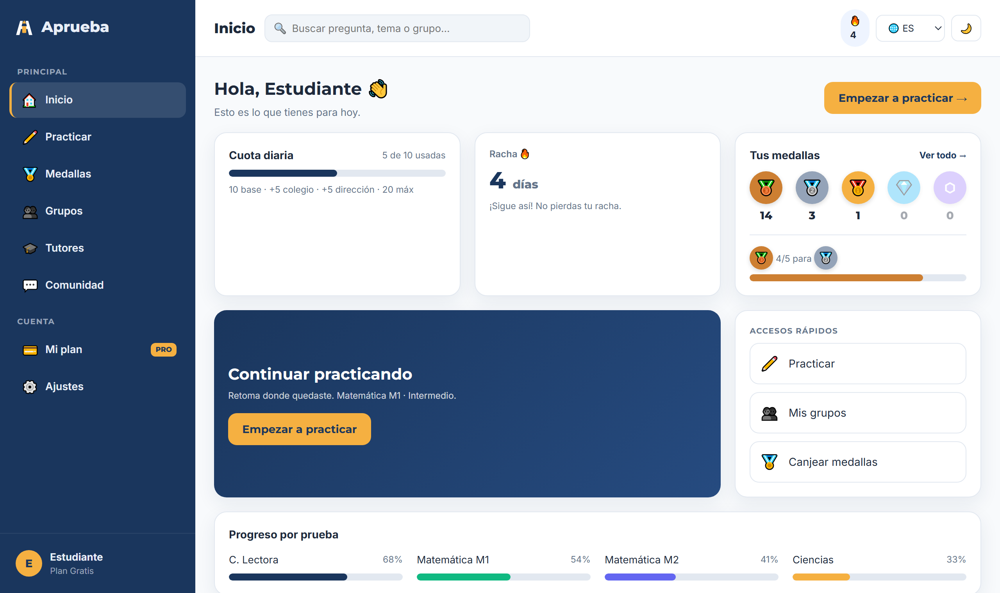 Aprueba
PRINCIPAL
Inicio
Practicar
Medallas
Grupos
Tutores
Comunidad
CUENTA
Mi plan PRO
Ajustes
E
Estudiante
Plan Gratis
Inicio
Buscar pregunta, tema o grupo...
4
ES
Hola, Estudiante
Esto es lo que tienes para hoy.
Empezar a practicar →
Cuota diaria 5 de 10 usadas
10 base · +5 colegio · +5 dirección · 20 máx
Racha
4 días
¡Sigue así! No pierdas tu racha.
Tus medallas Ver todo →
3 2 1
14 3 1 0 0
3 4/5 para 2
Continuar practicando
Retoma donde quedaste. Matemática M1 · Intermedio.
Empezar a practicar
ACCESOS RÁPIDOS
Practicar
Mis grupos
Canjear medallas
Progreso por prueba
C. Lectora 68% Matemática M1 54% Matemática M2 41% Ciencias 33%